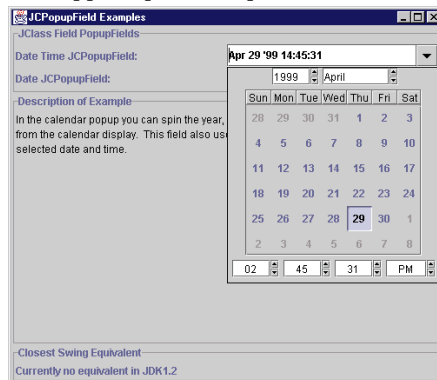 JCPopupField Examples
JClass Field PopupFields
Date Time JCPopupField:
Apr 29 '99 14:45:31
Date JCPopupField:
1999 April
Sun Mon Tue Wed Thu Fri Sat
28 29 30 31 1 2 3
4 5 6 7 8 9 10
11 12 13 14 15 16 17
18 19 20 21 22 23 24
25 26 27 28 29 30 1
2 3 4 5 6 7 8
02 45 31 PM
Description of Example
In the calendar popup you can spin the year,
from the calendar display. This field also
selected date and time.
Closest Swing Equivalent
Currently no equivalent in JDK1.2